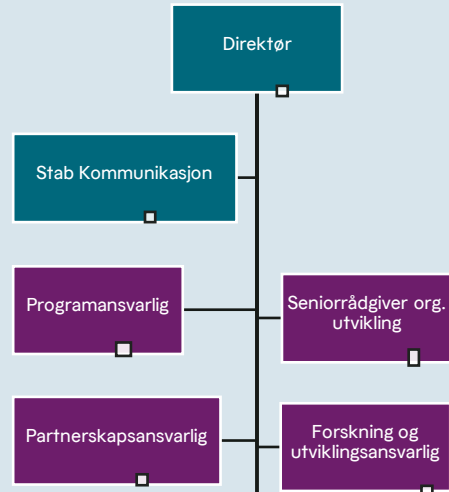 Direktør
Stab Kommunikasjon
Programansvarlig
Seniorrådgiver org.
utvikling
Partnerskapsansvarlig
Forskning og
utviklingsansvarlig